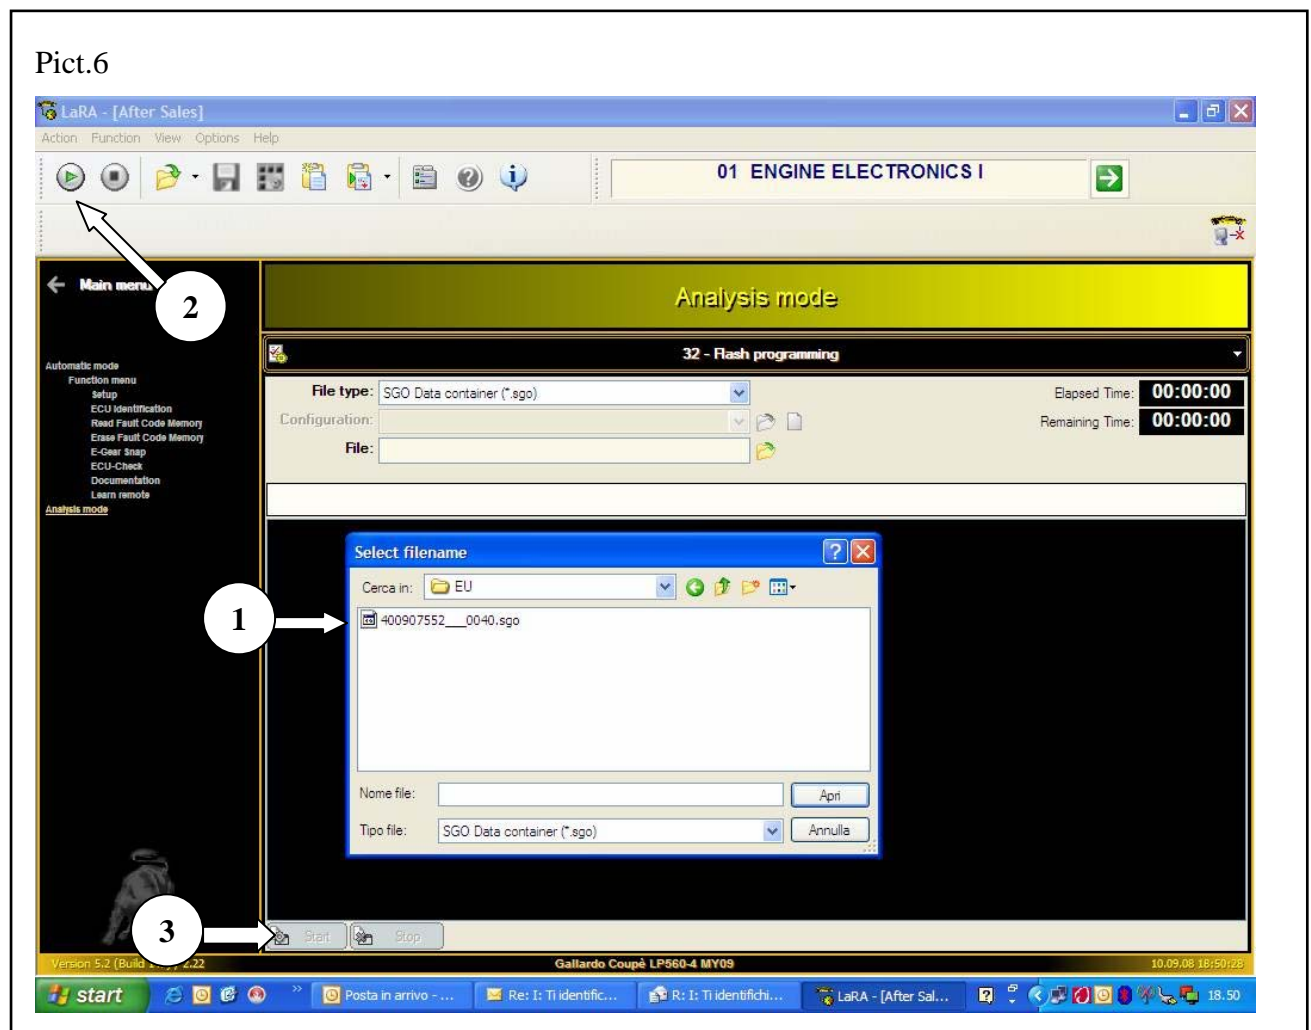 Pict.6
LaRA - [After Sales]
Action Function View Options Help
01 ENGINE ELECTRONICS I
2
Main menu
Analysis mode
32 - Flash programming
Automatic mode
Function menu
Setup
ECU Identification
Read Fault Code Memory
Erase Fault Code Memory
E-Gear Snap
ECU-Check
Documentation
Learn remote
Analysis mode
File type: SGO Data container (*.sgo)
Configuration:
File:
Elapsed Time: 00:00:00
Remaining Time: 00:00:00
Select filename
Cerca in: EU
1
400907552___0040.sgo
Nome file:
Apri
Tipo file: SGO Data container (*.sgo)
Annulla
3
Start Stop
Version 5.2 (Build 2.22
Gallardo Coupè LP560-4 MY09
10.09.08 18:50:28
start
Posta in arrivo - ...
Re: I: Ti identific...
R: I: Ti identifichi...
LaRA - [After Sal...
18.50